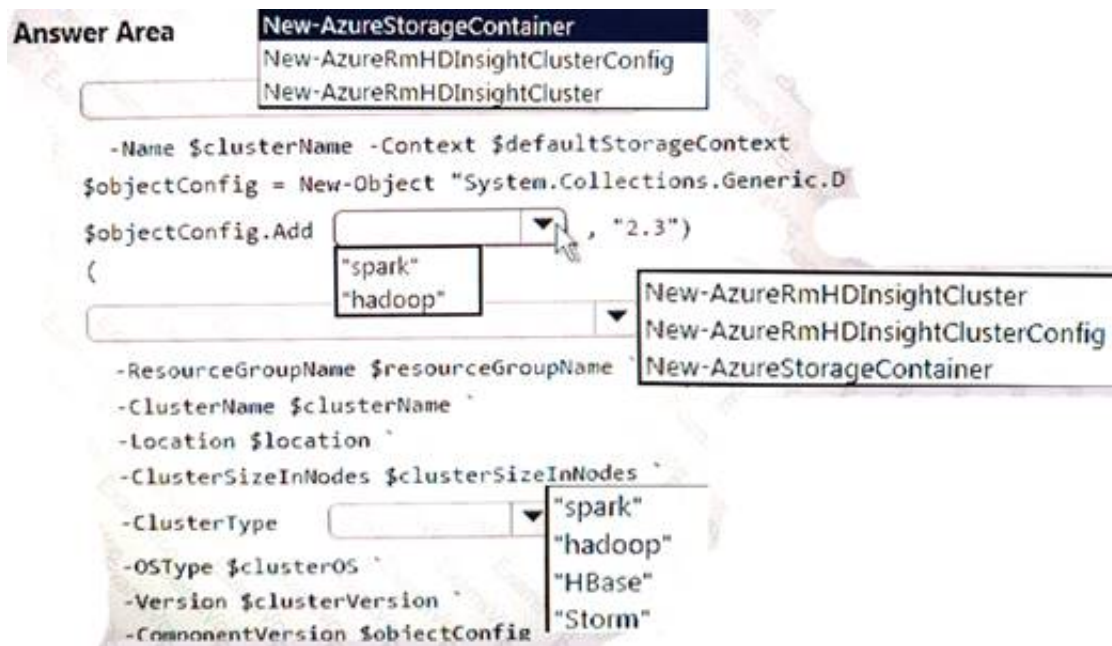 Answer Area
New-AzureStorageContainer
New-AzureRmHDInsightClusterConfig
New-AzureRmHDInsightCluster
-Name $clusterName -Context $defaultStorageContext
$objectConfig = New-Object "System.Collections.Generic.D
$objectConfig.Add , "2.3")
"spark"
"hadoop"
(
New-AzureRmHDInsightCluster
New-AzureRmHDInsightClusterConfig
New-AzureStorageContainer
-ResourceGroupName $resourceGroupName `
-ClusterName $clusterName `
-Location $location `
-ClusterSizeInNodes $clusterSizeInNodes `
-ClusterType
"spark"
"hadoop"
"HBase"
"Storm"
-OSType $clusterOS `
-Version $clusterVersion `
-ComponentVersion $objectConfig